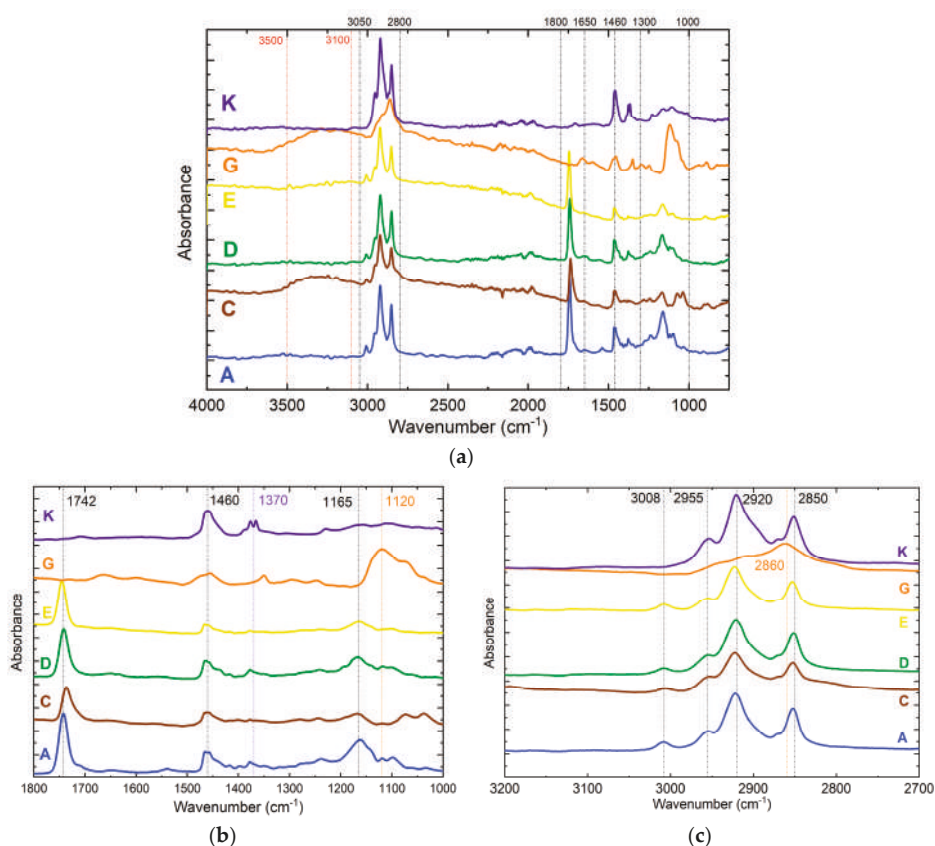 3050 2800 1800 1650 1460 1300 1000
3500 3100
K
G
E
D
C
A
Absorbance
4000 3500 3000 2500 2000 1500 1000
Wavenumber (cm⁻¹)
(a)
1742 1460 1370 1165 1120
K
G
E
D
C
A
Absorbance
1800 1700 1600 1500 1400 1300 1200 1100 1000
Wavenumber (cm⁻¹)
(b)
3008 2955 2920 2850
K
2860
G
E
D
C
A
Absorbance
3200 3100 3000 2900 2800 2700
Wavenumber (cm⁻¹)
(c)